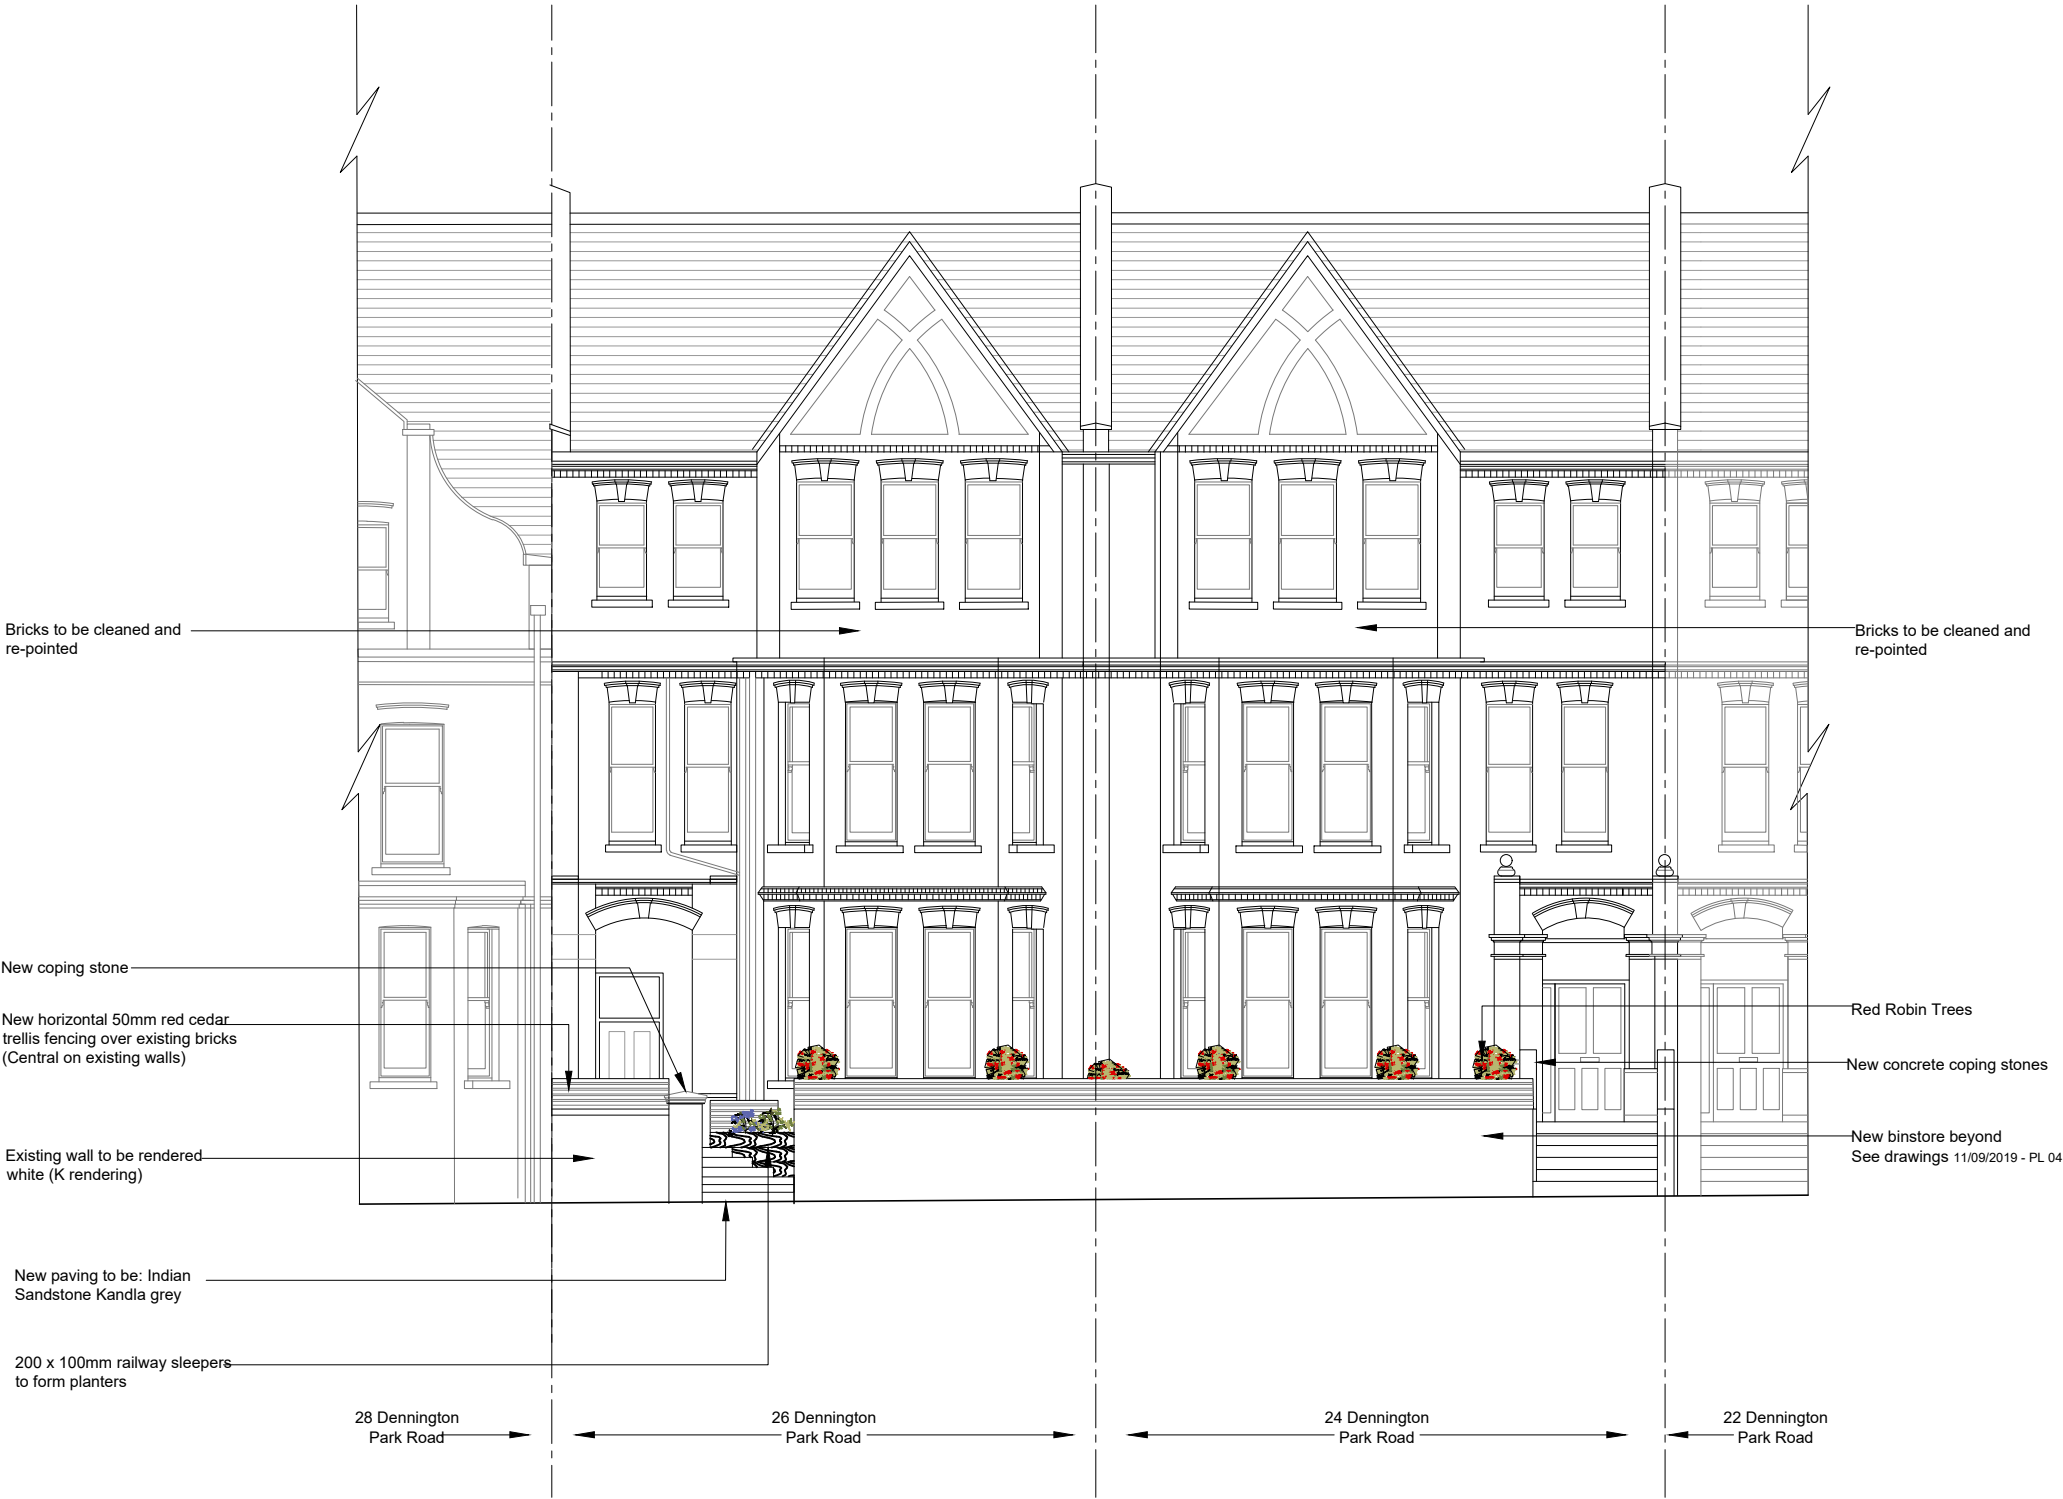 Bricks to be cleaned and
re-pointed
Bricks to be cleaned and
re-pointed
New coping stone
New horizontal 50mm red cedar
trellis fencing over existing bricks
(Central on existing walls)
Red Robin Trees
New concrete coping stones
Existing wall to be rendered
white (K rendering)
New binstore beyond
See drawings 11/09/2019 - PL 04
New paving to be: Indian
Sandstone Kandla grey
200 x 100mm railway sleepers
to form planters
28 Dennington
Park Road
26 Dennington
Park Road
24 Dennington
Park Road
22 Dennington
Park Road